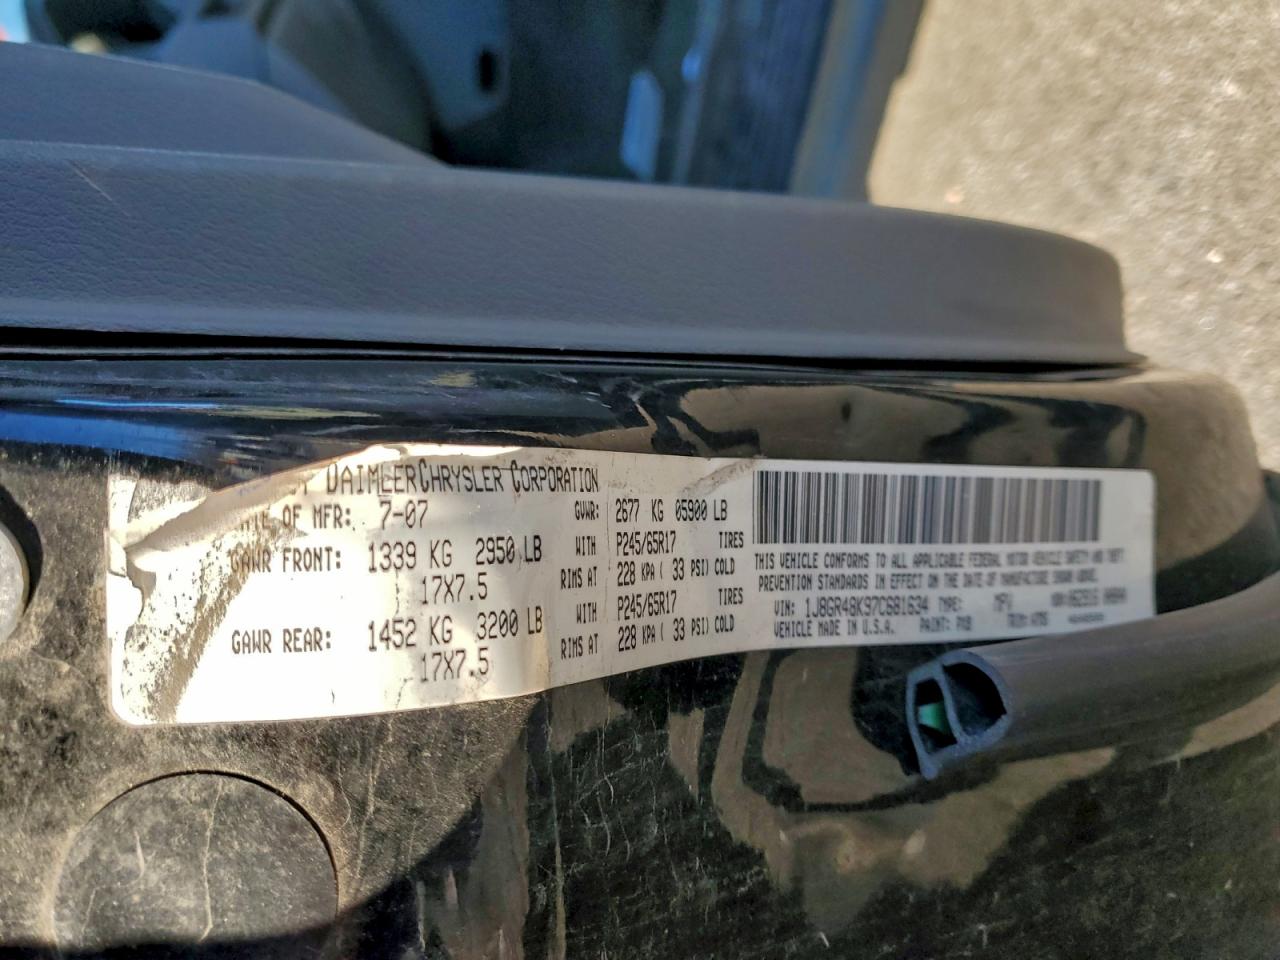 DAIMLERCHRYSLER CORPORATION
OF MFR: 7-07 GVWR: 2677 KG 05900 LB
GAWR FRONT: 1339 KG 2950 LB WITH P245/65R17 TIRES
17X7.5 RIMS AT 228 KPA ( 33 PSI) COLD
GAWR REAR: 1452 KG 3200 LB WITH P245/65R17 TIRES
17X7.5 RIMS AT 228 KPA ( 33 PSI) COLD
THIS VEHICLE CONFORMS TO ALL APPLICABLE FEDERAL MOTOR VEHICLE SAFETY AND THEFT
PREVENTION STANDARDS IN EFFECT ON THE DATE OF MANUFACTURE SHOWN ABOVE.
VIN: 1J8GR48K97C681634 TYPE: MPV
VEHICLE MADE IN U.S.A. PAINT: TRIM: